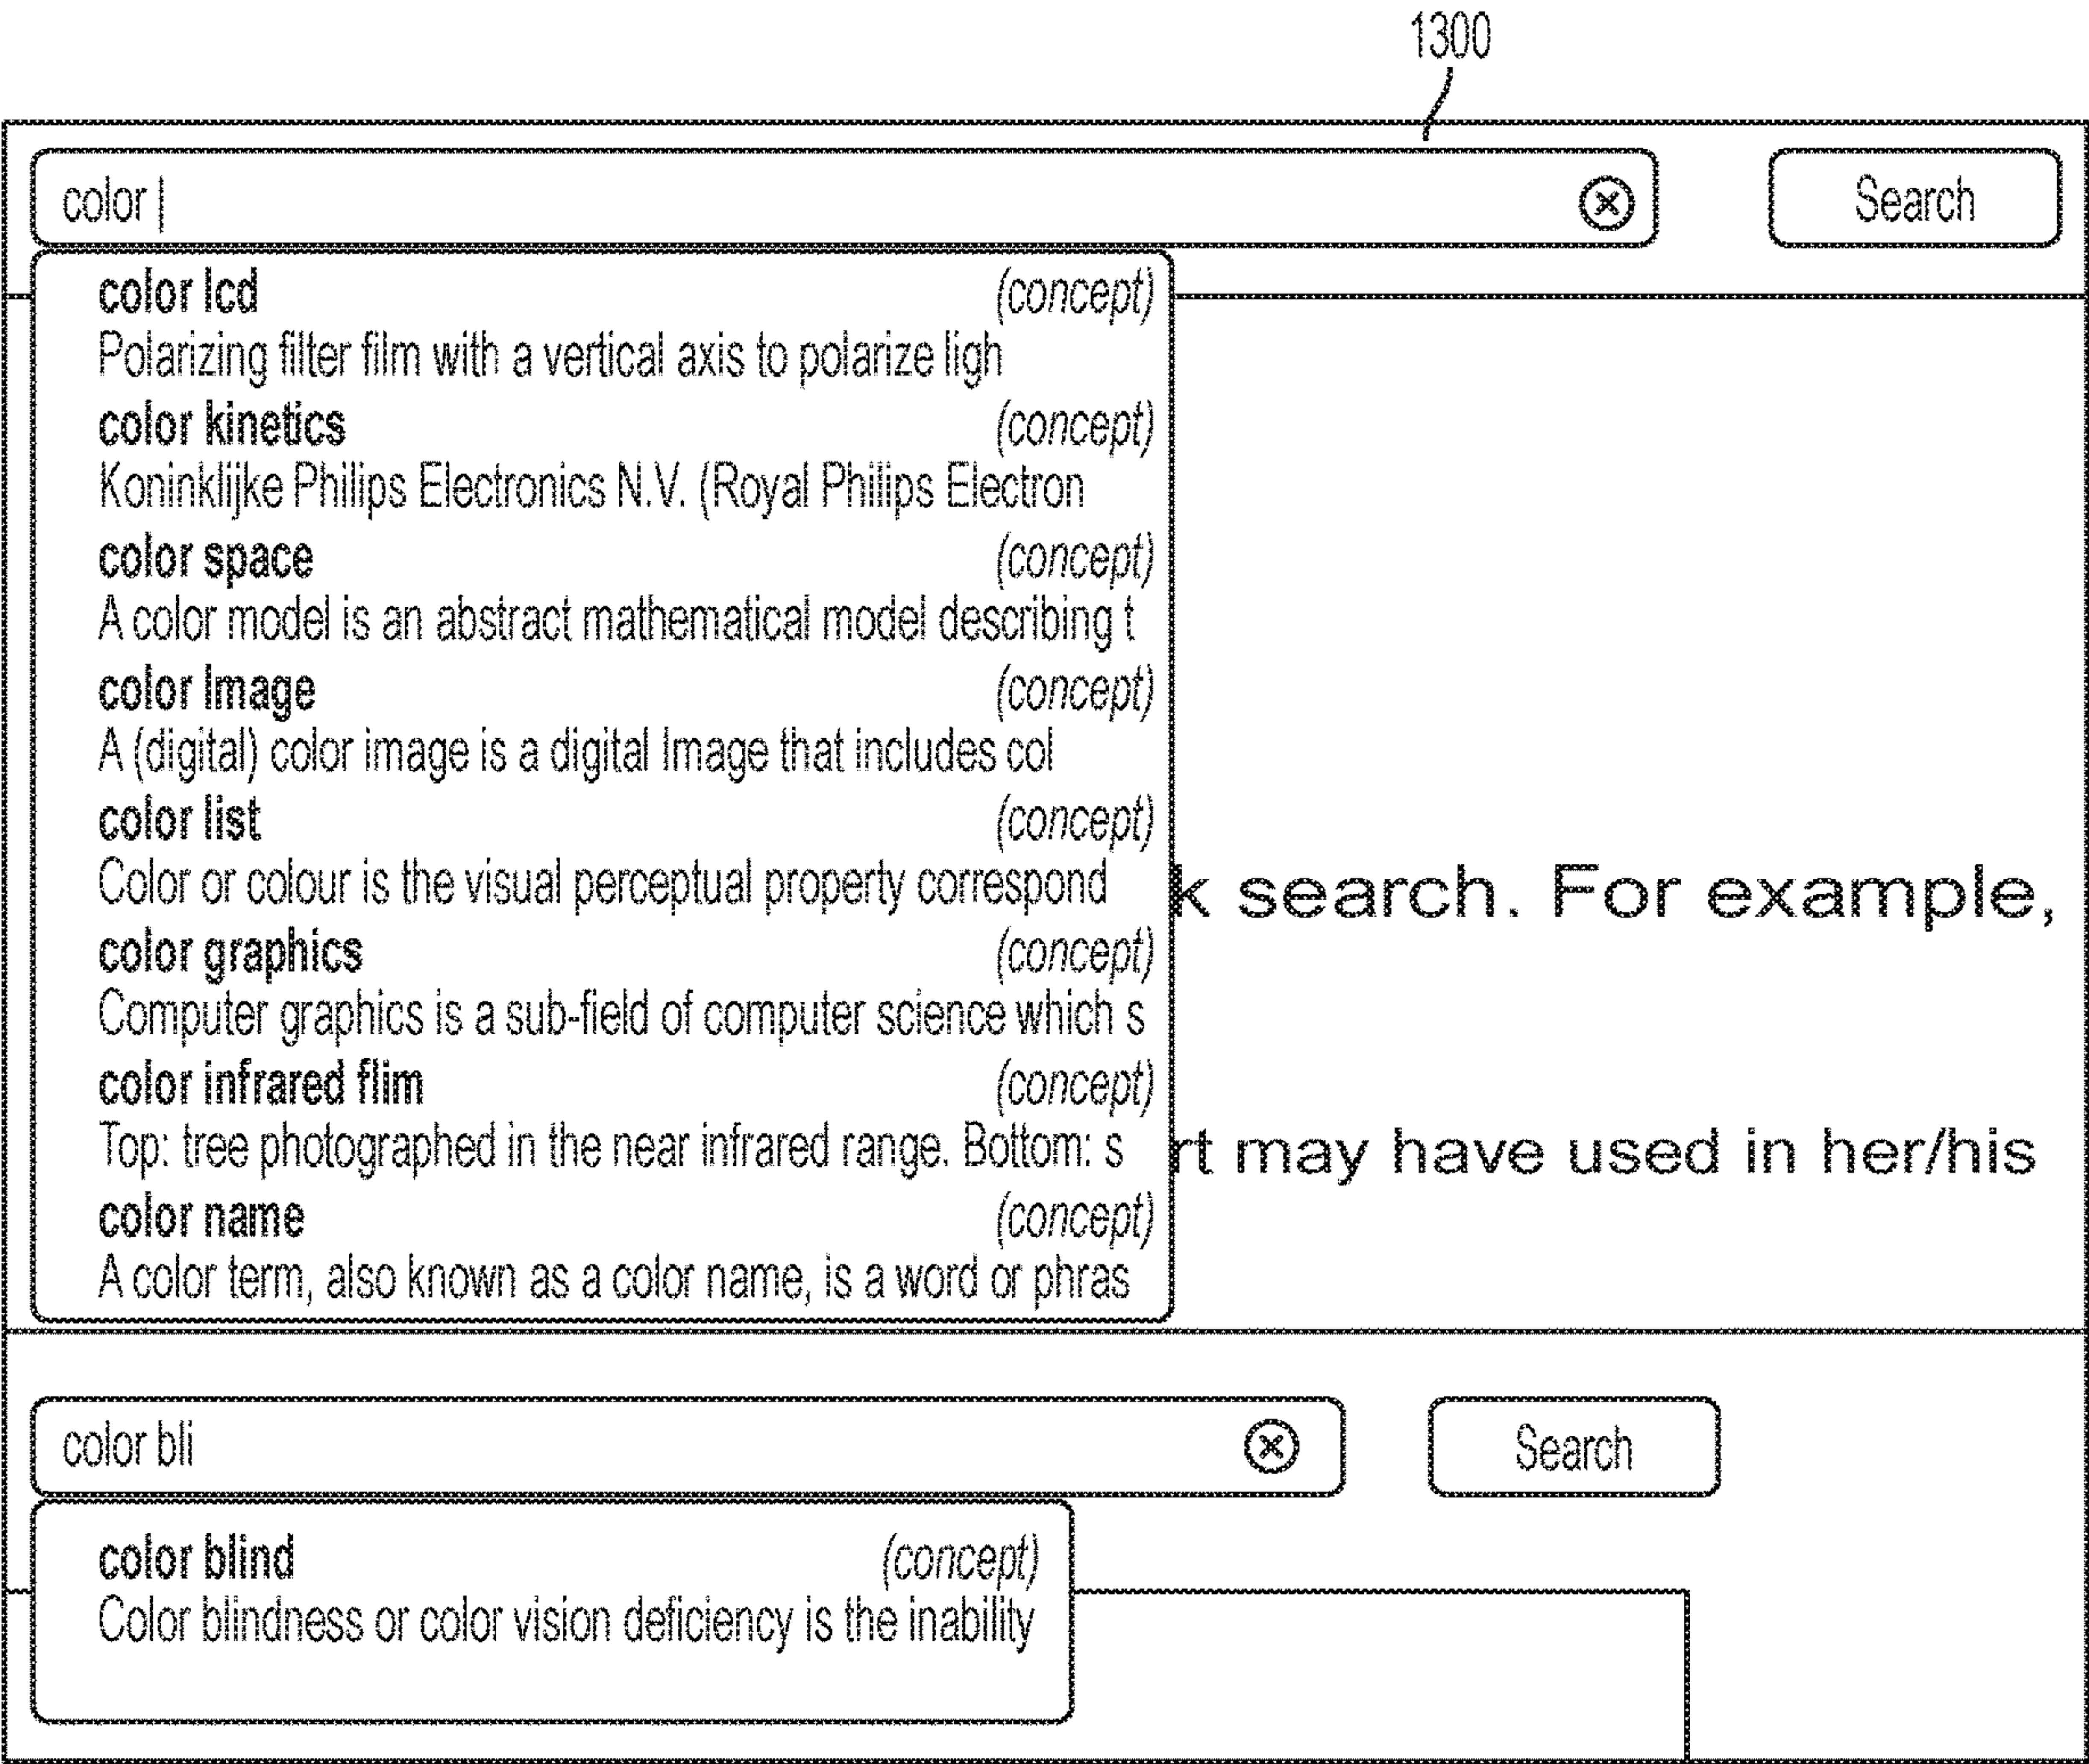 1300
color |
Search
color lcd (concept)
Polarizing filter film with a vertical axis to polarize ligh
color kinetics (concept)
Koninklijke Philips Electronics N.V. (Royal Philips Electron
color space (concept)
A color model is an abstract mathematical model describing t
color Image (concept)
A (digital) color image is a digital Image that includes col
color list (concept)
Color or colour is the visual perceptual property correspond
k search. For example,
color graphics (concept)
Computer graphics is a sub-field of computer science which s
color infrared flim (concept)
Top: tree photographed in the near infrared range. Bottom: s
rt may have used in her/his
color name (concept)
A color term, also known as a color name, is a word or phras
color bli
Search
color blind (concept)
Color blindness or color vision deficiency is the inability